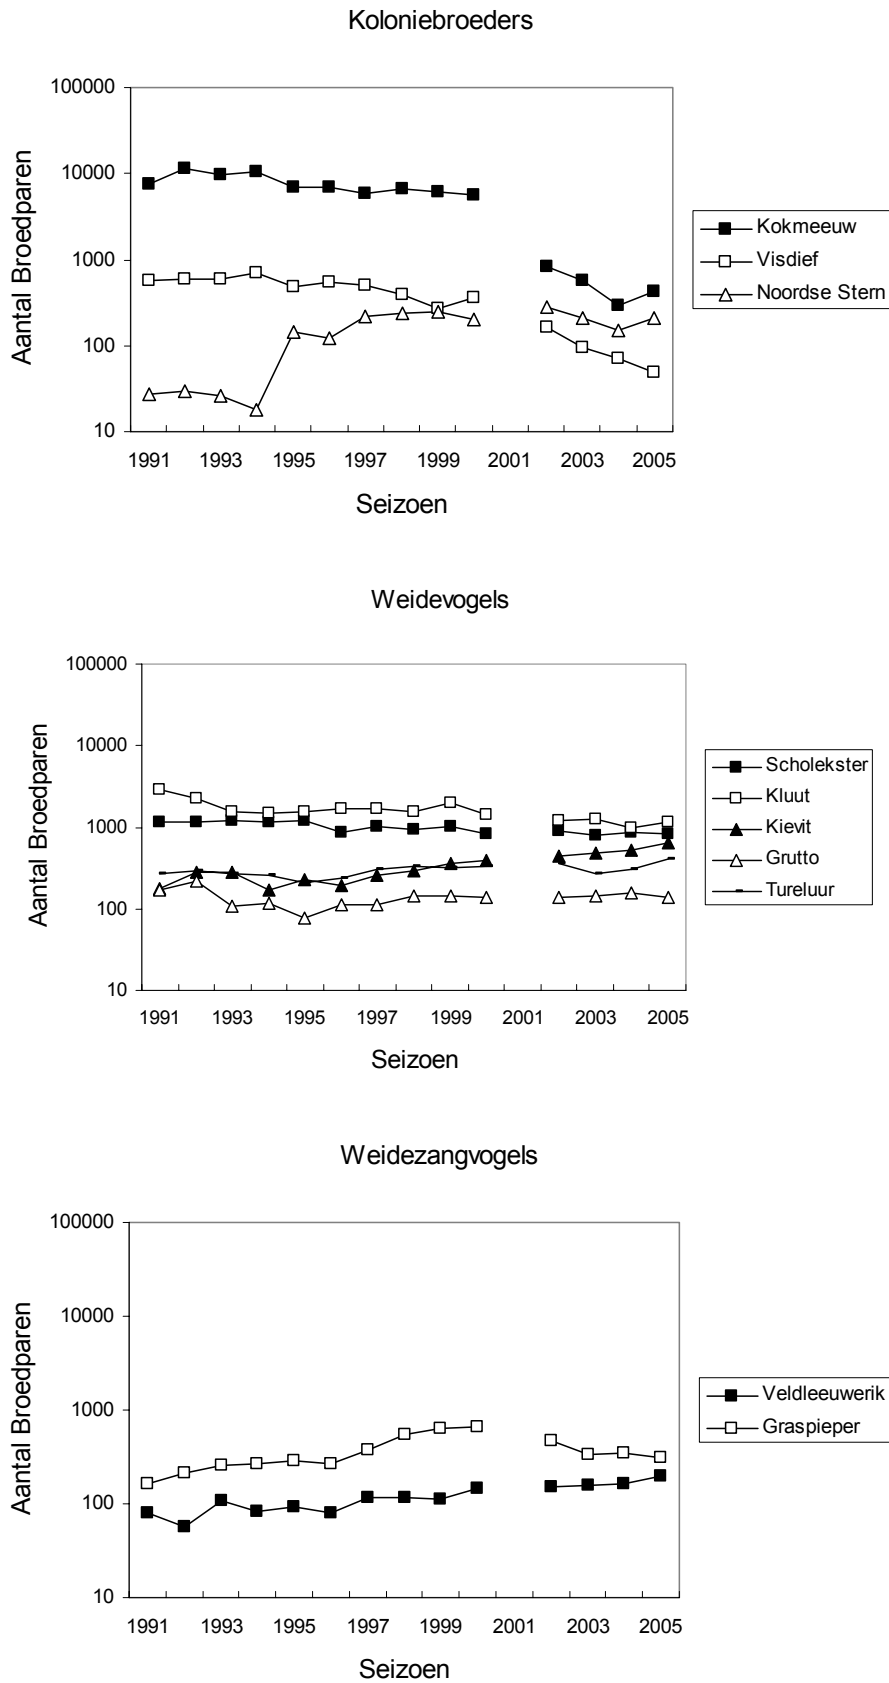 Koloniebroeders
100000
10000
1000
100
10
Aantal Broedparen
1991 1993 1995 1997 1999 2001 2003 2005
Seizoen
Kokmeeuw
Visdief
Noordse Stern
Weidevogels
100000
10000
1000
100
10
Aantal Broedparen
1991 1993 1995 1997 1999 2001 2003 2005
Seizoen
Scholekster
Kluut
Kievit
Grutto
Tureluur
Weidezangvogels
100000
10000
1000
100
10
Aantal Broedparen
1991 1993 1995 1997 1999 2001 2003 2005
Seizoen
Veldleeuwerik
Graspieper